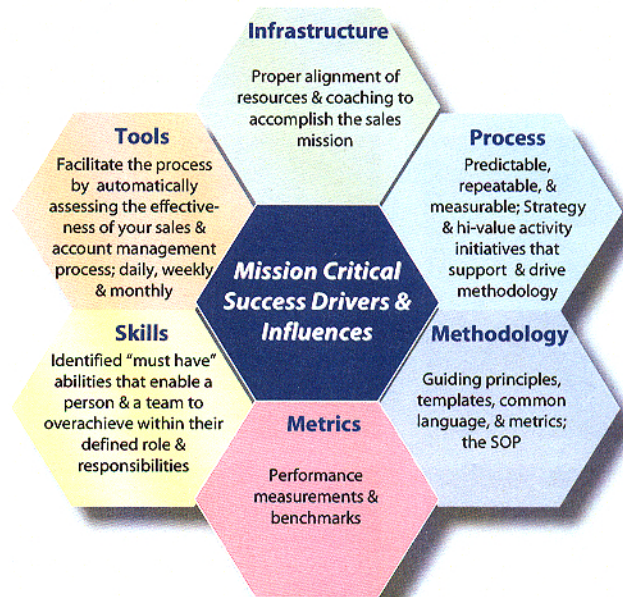 Infrastructure
Proper alignment of
resources & coaching to
accomplish the sales
mission
Tools
Facilitate the process
by automatically
assessing the effective-
ness of your sales &
account management
process; daily, weekly
& monthly
Process
Predictable,
repeatable, &
measurable; Strategy
& hi-value activity
initiatives that
support & drive
methodology
Mission Critical
Success Drivers &
Influences
Skills
Identified “must have”
abilities that enable a
person & a team to
overachieve within their
defined role &
responsibilities
Methodology
Guiding principles,
templates, common
language, & metrics;
the SOP
Metrics
Performance
measurements &
benchmarks